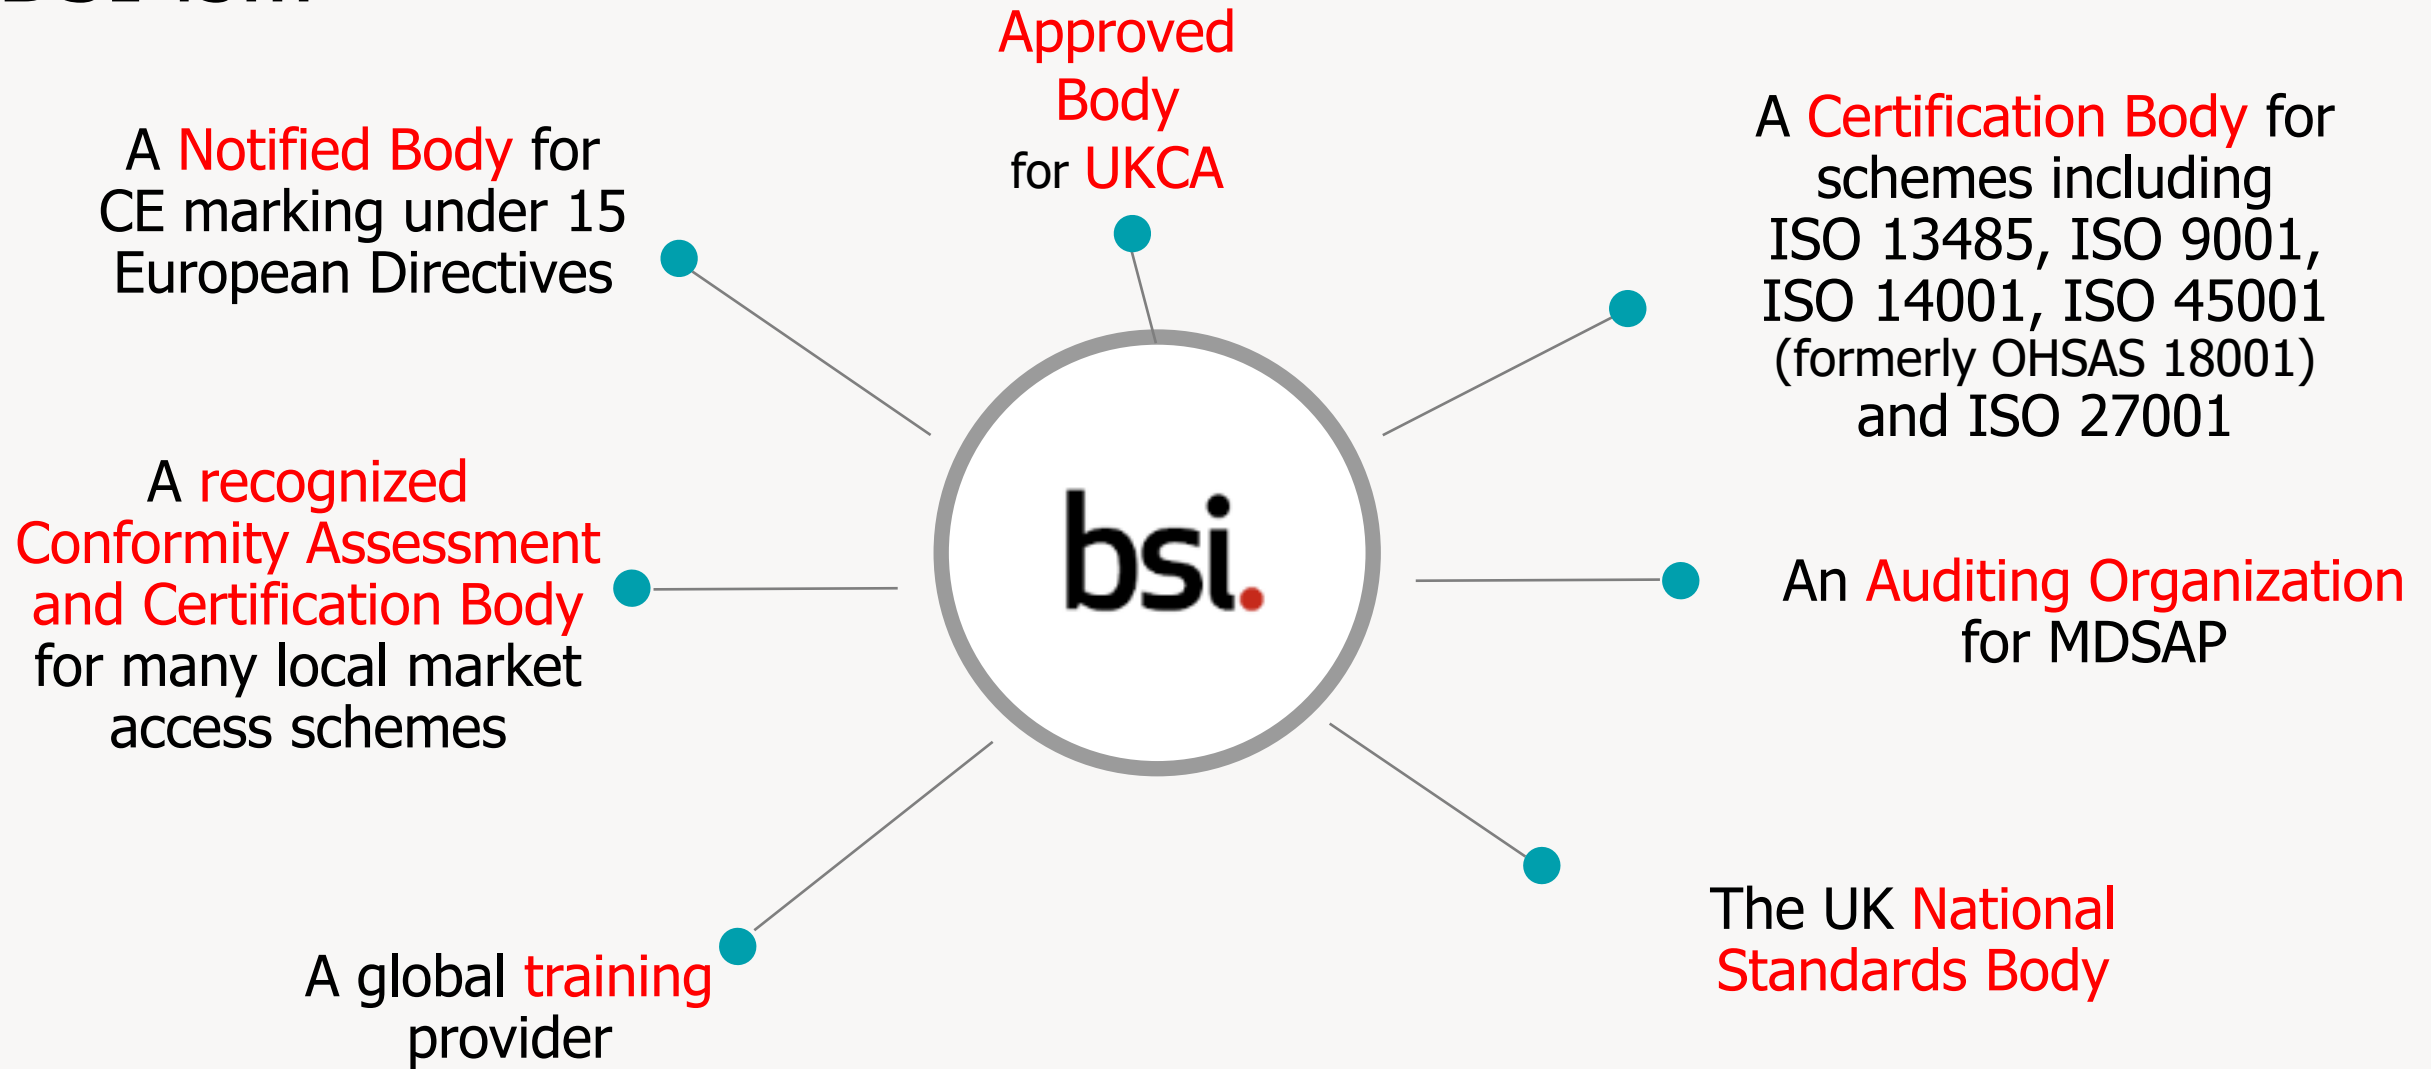 Approved
Body
for UKCA
A Notified Body for
CE marking under 15
European Directives
A Certification Body for
schemes including
ISO 13485, ISO 9001,
ISO 14001, ISO 45001
(formerly OHSAS 18001)
and ISO 27001
A recognized
Conformity Assessment
and Certification Body
for many local market
access schemes
bsi.
An Auditing Organization
for MDSAP
A global training
provider
The UK National
Standards Body